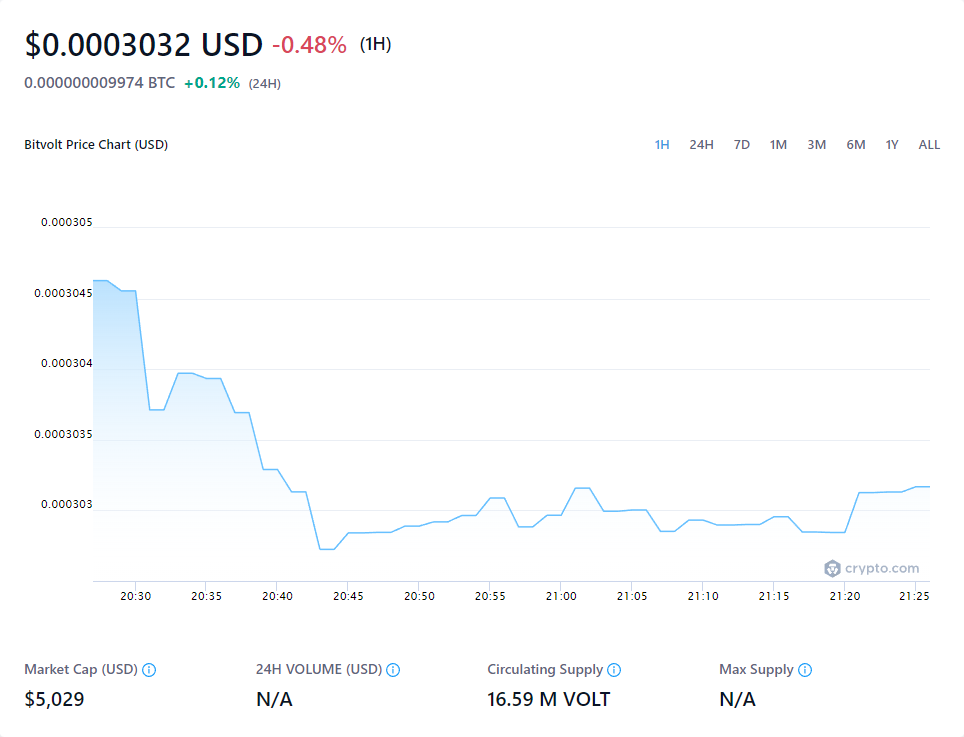 $0.0003032 USD -0.48% (1H)
0.000000009974 BTC +0.12% (24H)
Bitvolt Price Chart (USD) 1H 24H 7D 1M 3M 6M 1Y ALL
0.000305
0.0003045
0.000304
0.0003035
0.000303
crypto.com
20:30 20:35 20:40 20:45 20:50 20:55 21:00 21:05 21:10 21:15 21:20 21:25
Market Cap (USD) 24H VOLUME (USD) Circulating Supply Max Supply
$5,029 N/A 16.59 M VOLT N/A